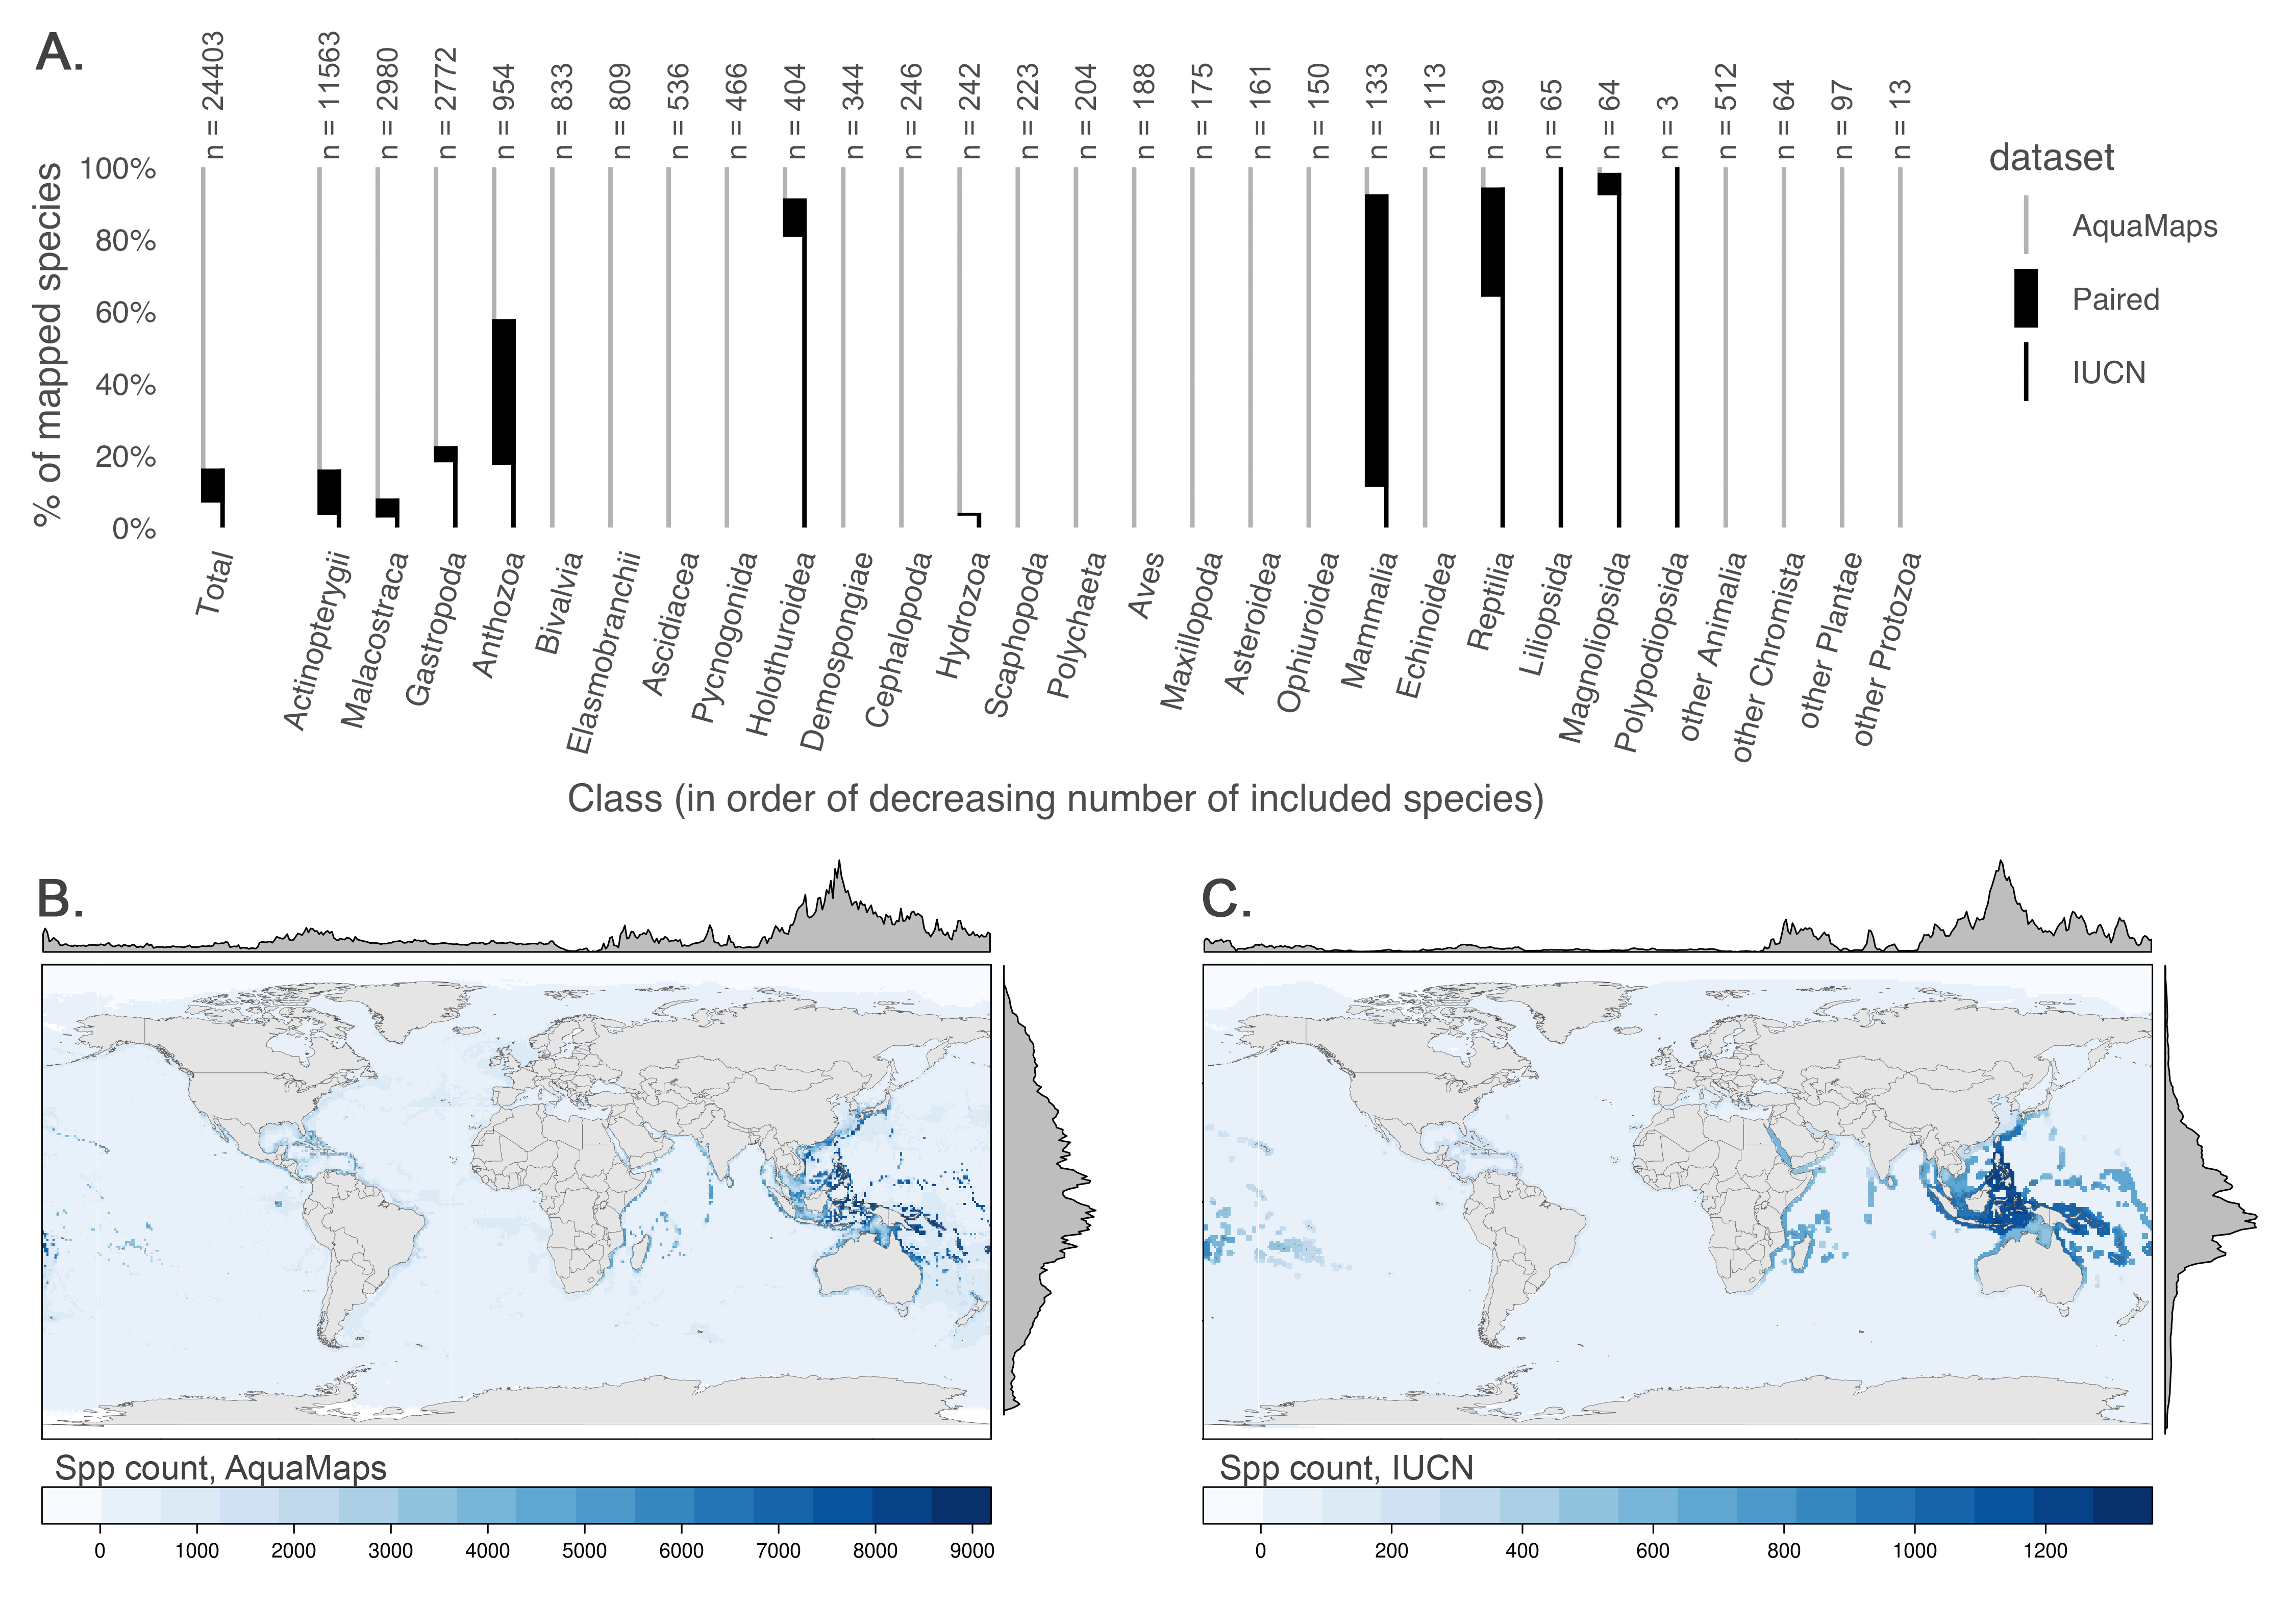 A.
n = 24403
n = 11563
n = 2980
n = 2772
n = 954
n = 833
n = 809
n = 536
n = 466
n = 404
n = 344
n = 246
n = 242
n = 223
n = 204
n = 188
n = 175
n = 161
n = 150
n = 133
n = 113
n = 89
n = 65
n = 64
n = 3
n = 512
n = 64
n = 97
n = 13
% of mapped species
100%
80%
60%
40%
20%
0%
dataset
AquaMaps
Paired
IUCN
Total
Actinopterygii
Malacostraca
Gastropoda
Anthozoa
Bivalvia
Elasmobranchii
Ascidiacea
Pycnogonida
Holothuroidea
Demospongiae
Cephalopoda
Hydrozoa
Scaphopoda
Polychaeta
Aves
Maxillopoda
Asteroidea
Ophiuroidea
Mammalia
Echinoidea
Reptilia
Liliopsida
Magnoliopsida
Polypodiopsida
other Animalia
other Chromista
other Plantae
other Protozoa
Class (in order of decreasing number of included species)
B.
Spp count, AquaMaps
0 1000 2000 3000 4000 5000 6000 7000 8000 9000
C.
Spp count, IUCN
0 200 400 600 800 1000 1200